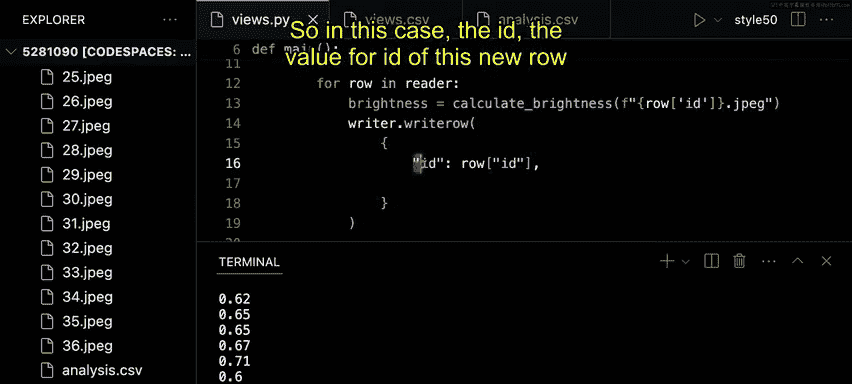 EXPLORER
5281090 [CODESPACES: ...
25.jpeg
26.jpeg
27.jpeg
28.jpeg
29.jpeg
30.jpeg
31.jpeg
32.jpeg
33.jpeg
34.jpeg
35.jpeg
36.jpeg
analysis.csv
views.py
views.csv
analysis.csv
style50
So in this case, the id, the
value for id of this new row
6 def main():
11
12 for row in reader:
13 brightness = calculate_brightness(f"{row['id']}.jpeg")
14 writer.writerow(
15 {
16 "id": row["id"],
17
18 }
19 )
TERMINAL
0.62
0.65
0.65
0.67
0.71
0.6